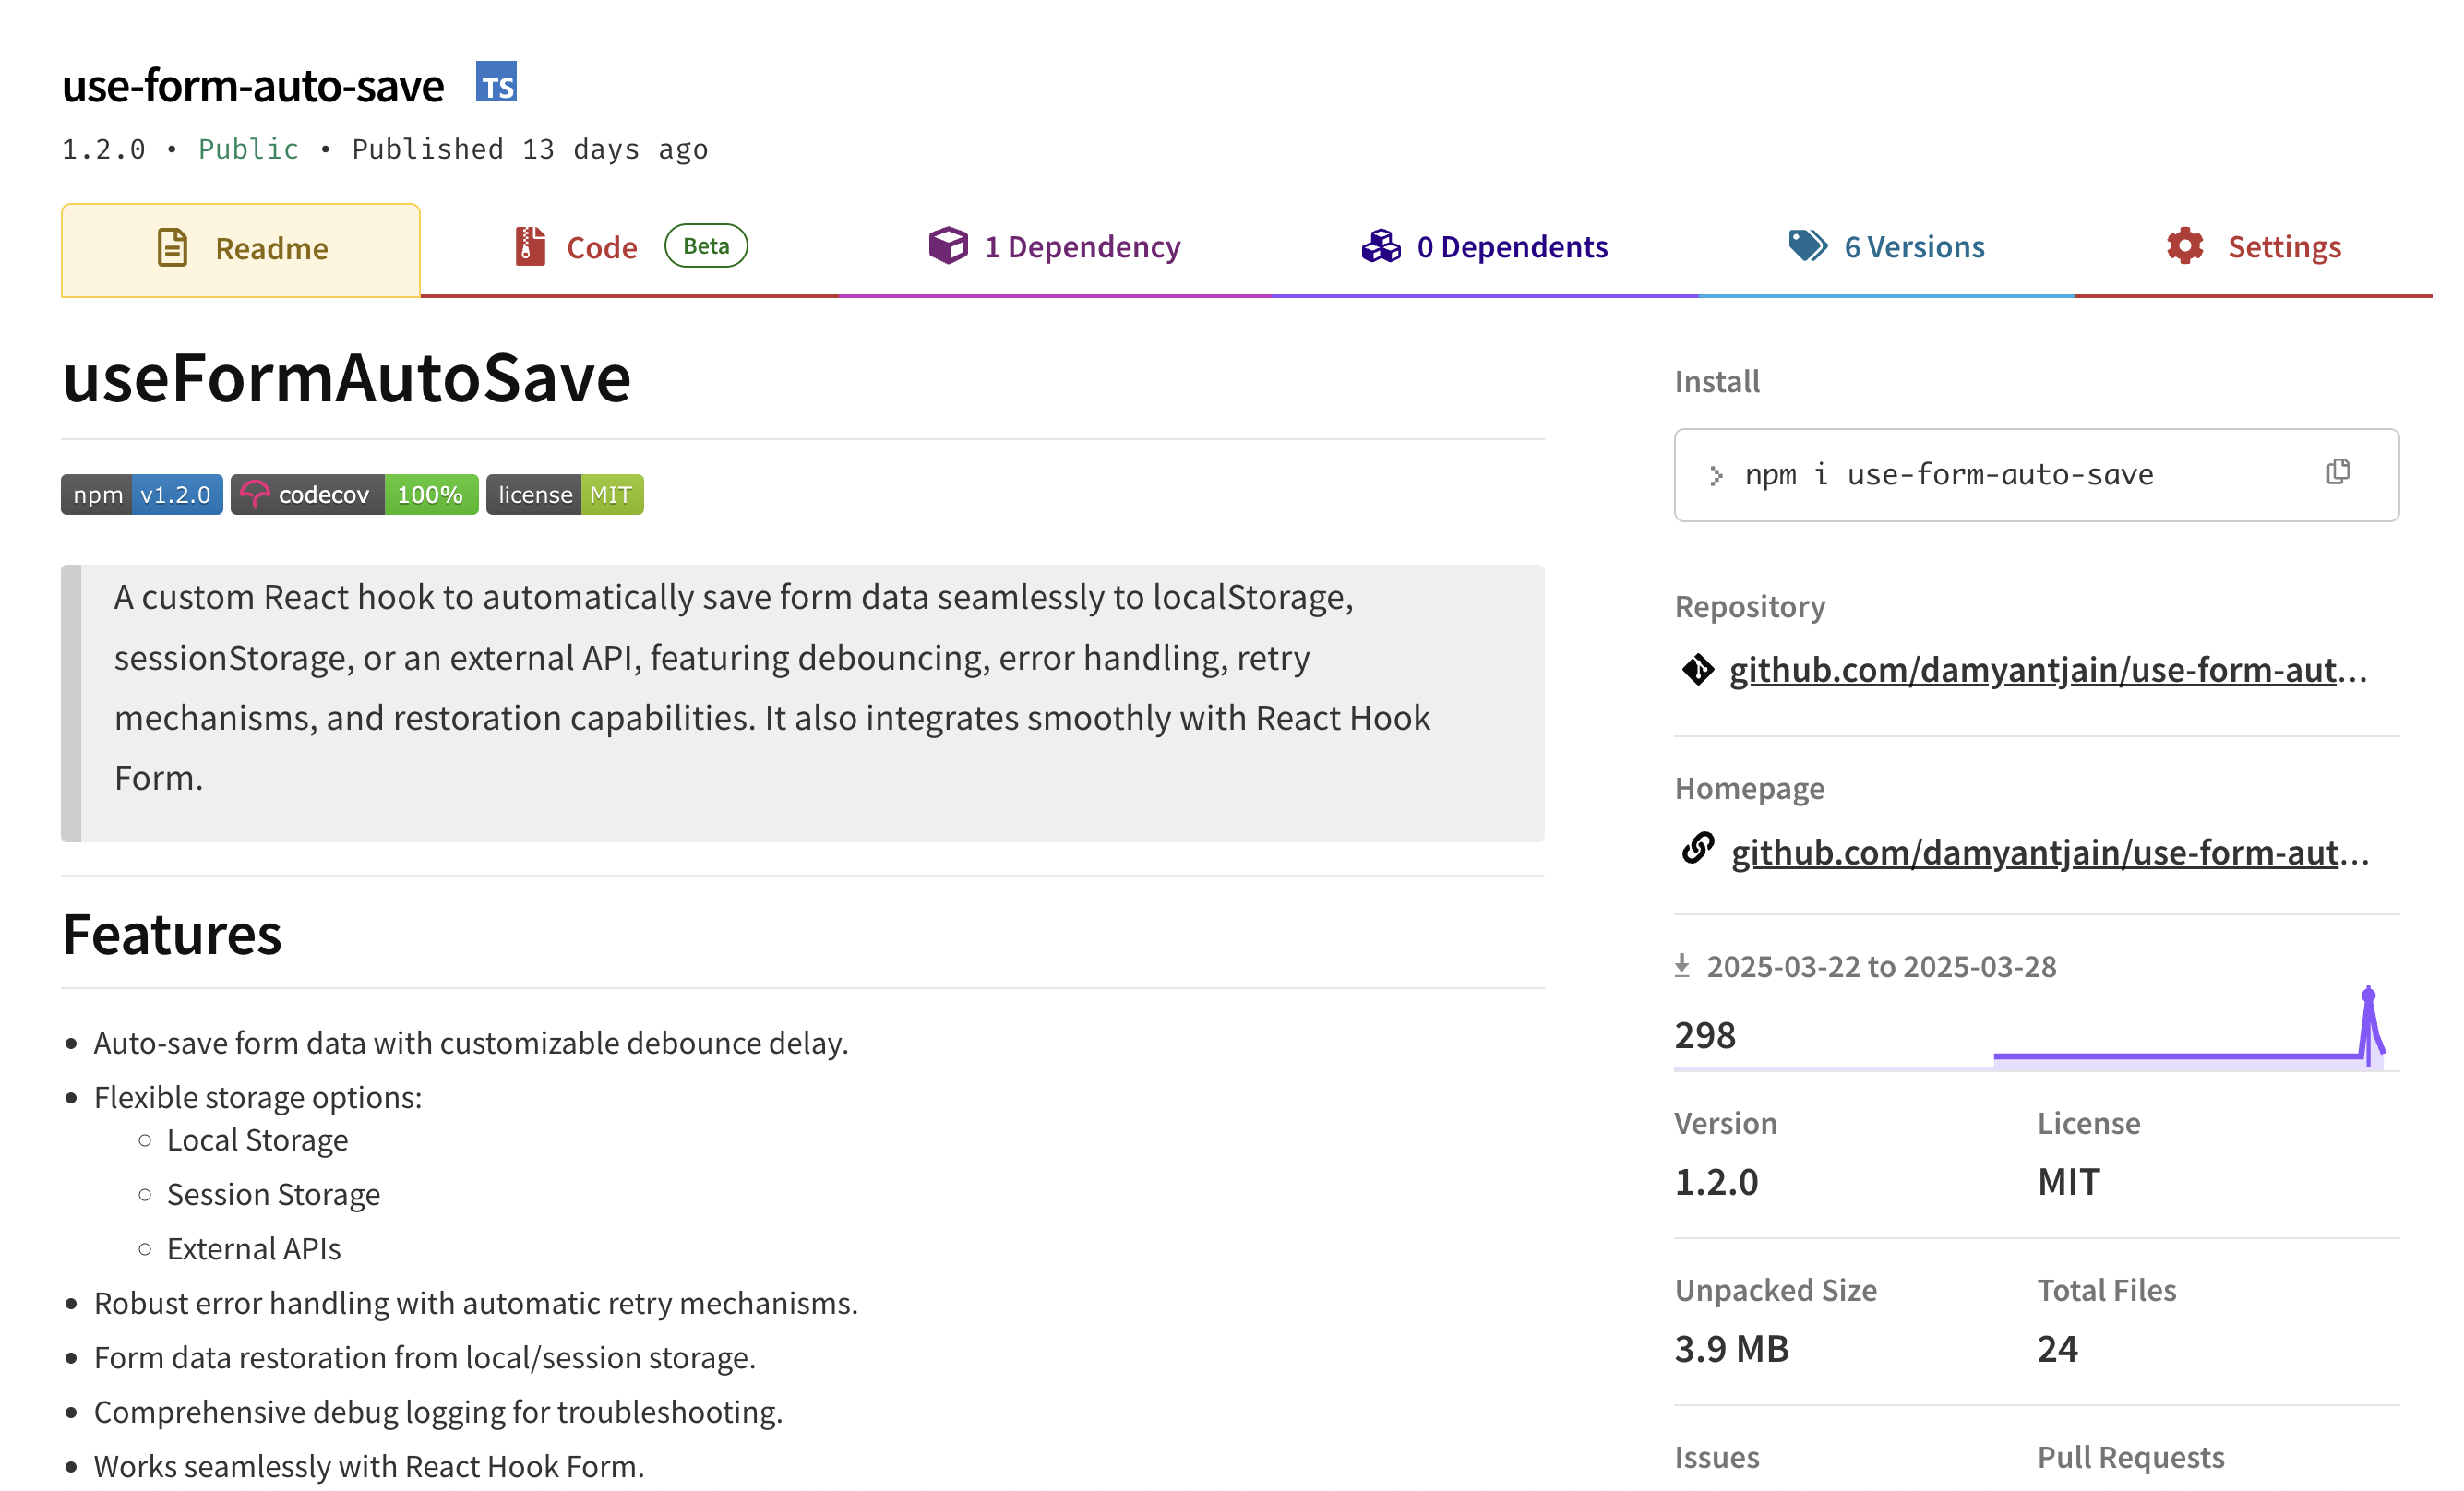 use-form-auto-save TS
1.2.0 • Public • Published 13 days ago
Readme
Code Beta
1 Dependency
0 Dependents
6 Versions
Settings
useFormAutoSave
npm v1.2.0 codecov 100% license MIT
A custom React hook to automatically save form data seamlessly to localStorage,
sessionStorage, or an external API, featuring debouncing, error handling, retry
mechanisms, and restoration capabilities. It also integrates smoothly with React Hook
Form.
Features
• Auto-save form data with customizable debounce delay.
• Flexible storage options:
○ Local Storage
○ Session Storage
○ External APIs
• Robust error handling with automatic retry mechanisms.
• Form data restoration from local/session storage.
• Comprehensive debug logging for troubleshooting.
• Works seamlessly with React Hook Form.
Install
npm i use-form-auto-save
Repository
github.com/damyantjain/use-form-aut...
Homepage
github.com/damyantjain/use-form-aut...
2025-03-22 to 2025-03-28
298
Version License
1.2.0 MIT
Unpacked Size Total Files
3.9 MB 24
Issues Pull Requests